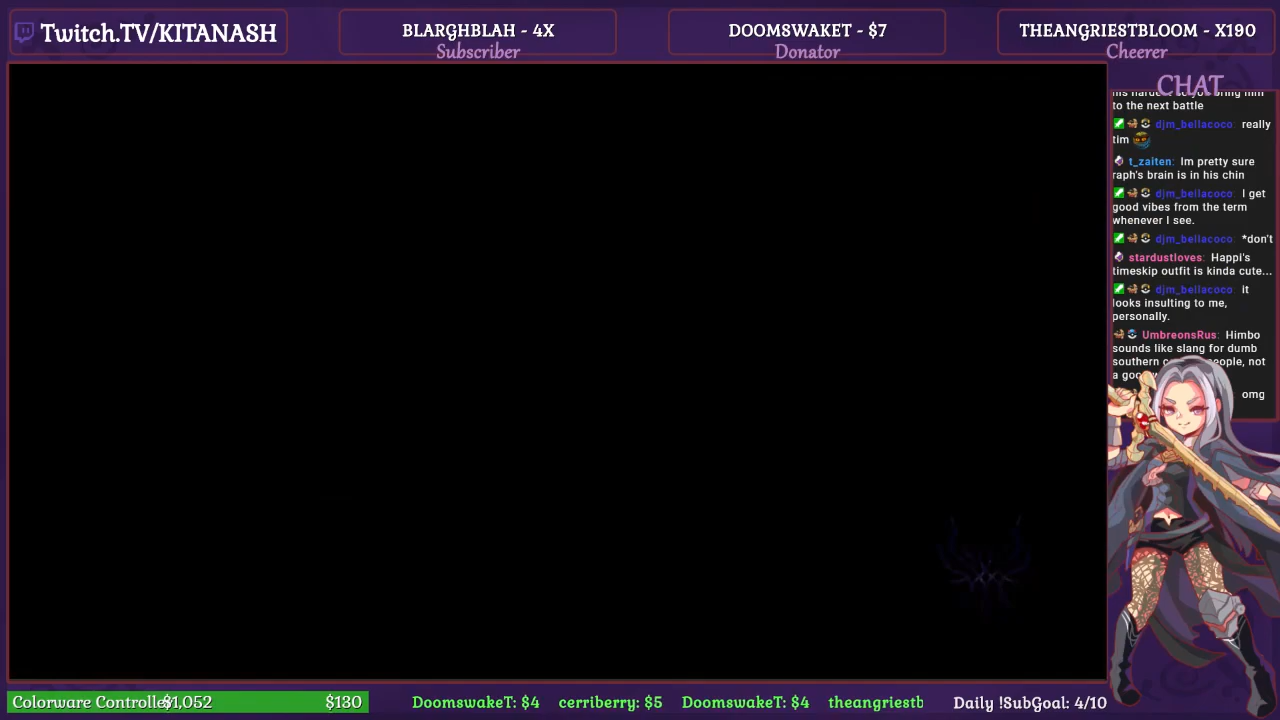 Twitch.TV/KITANASH
BLARGHBLAH - 4X
Subscriber
DOOMSWAKET - $7
Donator
THEANGRIESTBLOOM - X190
Cheerer
CHAT
to the next battle
djm_bellacoco: really
tim
t_zaiten: Im pretty sure
raph's brain is in his chin
djm_bellacoco: I get
good vibes from the term
whenever I see.
djm_bellacoco: *don't
stardustloves: Happi's
timeskip outfit is kinda cute...
djm_bellacoco: it
looks insulting to me,
personally.
UmbreonsRus: Himbo
sounds like slang for dumb
southern people, not
a
omg
Colorware Controller $1,052
$130
DoomswakeT: $4 cerriberry: $5 DoomswakeT: $4 theangriestb
Daily !SubGoal: 4/10